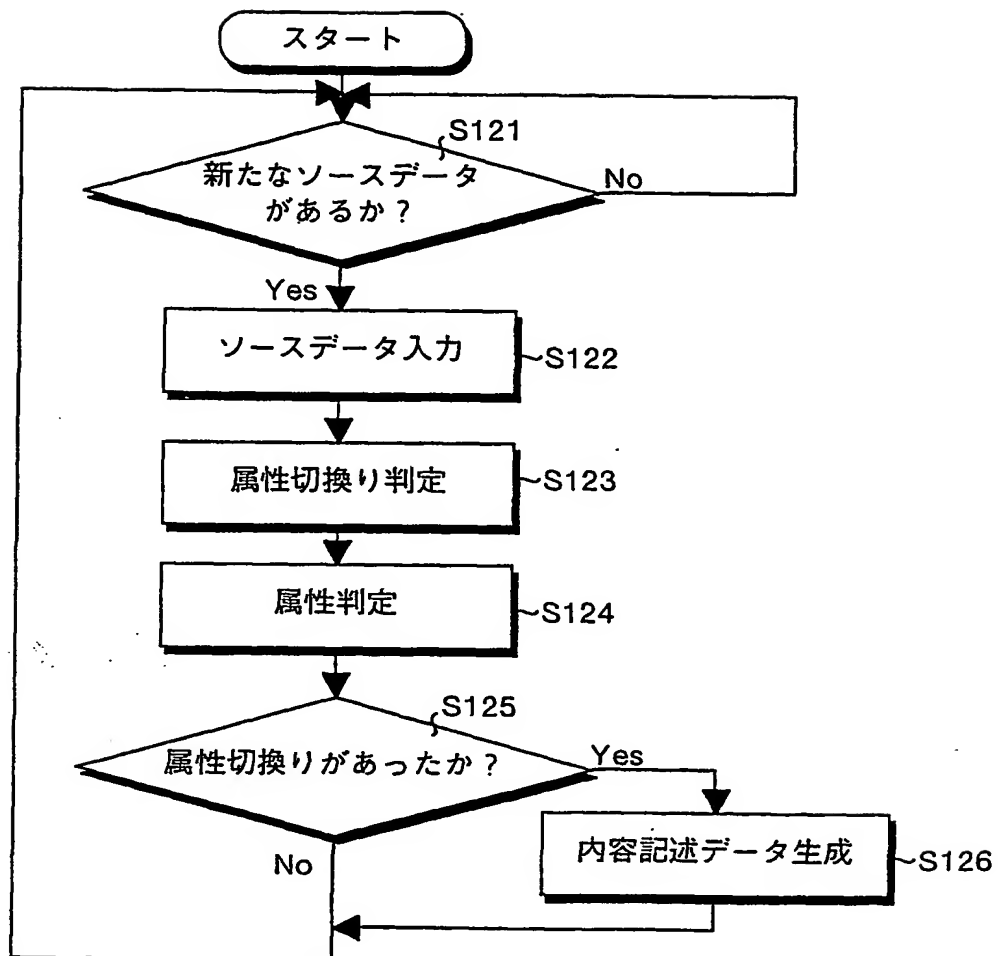 スタート
S121
新たなソースデータ
があるか？
No
Yes
ソースデータ入力
S122
属性切換り判定
S123
属性判定
S124
S125
属性切換りがあったか？
Yes
No
内容記述データ生成
S126